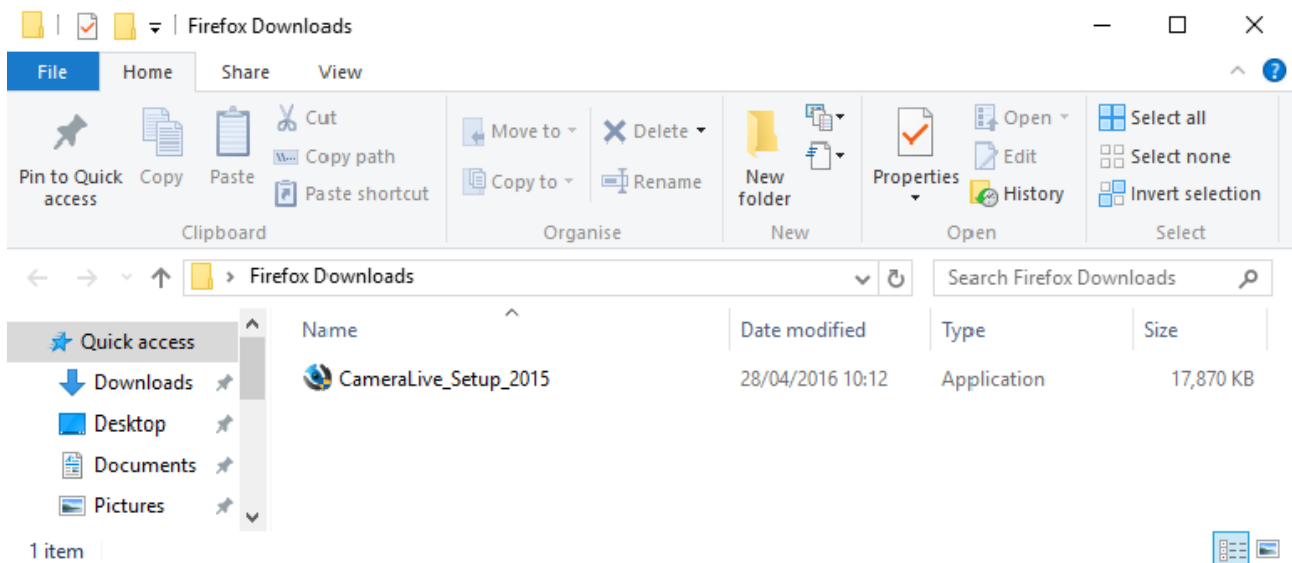 Firefox Downloads
File Home Share View
Pin to Quick access
Copy
Paste
Cut
Copy path
Paste shortcut
Clipboard
Move to
Copy to
Delete
Rename
Organise
New folder
New
Properties
Open
Edit
History
Open
Select all
Select none
Invert selection
Select
Firefox Downloads
Search Firefox Downloads
Quick access
Downloads
Desktop
Documents
Pictures
Name Date modified Type Size
CameraLive_Setup_2015 28/04/2016 10:12 Application 17,870 KB
1 item